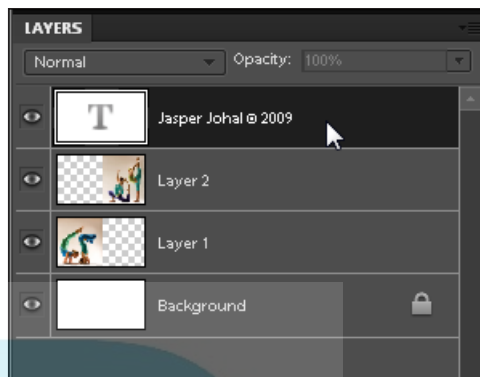 LAYERS
Normal Opacity: 100%
T
Jasper Johal © 2009
Layer 2
Layer 1
Background